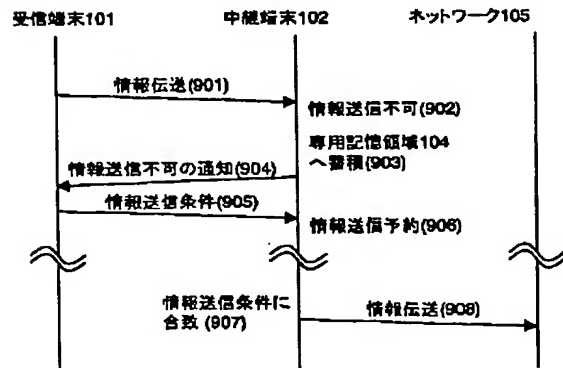 受信端末101
中継端末102
ネットワーク105
情報伝送(901)
情報送信不可(902)
専用記憶領域104
へ蓄積(903)
情報送信不可の通知(904)
情報送信条件(905)
情報送信予約(906)
情報送信条件に
合致(907)
情報伝送(908)